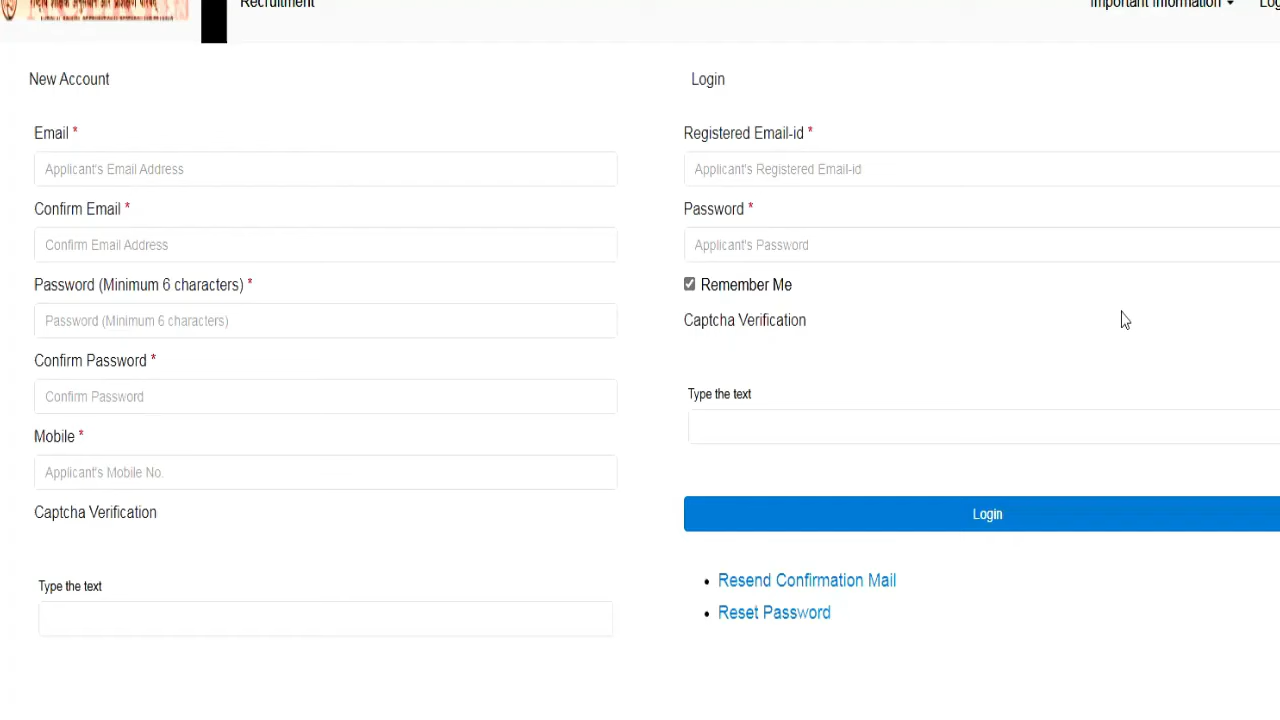 Recruitment
Important Information
New Account
Email *
Applicant's Email Address
Confirm Email *
Confirm Email Address
Password (Minimum 6 characters) *
Password (Minimum 6 characters)
Confirm Password *
Confirm Password
Mobile *
Applicant's Mobile No.
Captcha Verification
Type the text
Login
Registered Email-id *
Applicant's Registered Email-id
Password *
Applicant's Password
Remember Me
Captcha Verification
Type the text
Login
Resend Confirmation Mail
Reset Password